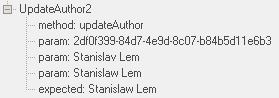 UpdateAuthor2
method: updateAuthor
param: 2df0f399-84d7-4e9d-8c07-b84b5d11e6b3
param: Stanislav Lem
param: Stanislaw Lem
expected: Stanislaw Lem